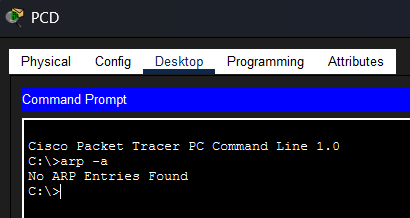 PCD
Physical Config Desktop Programming Attributes
Command Prompt
Cisco Packet Tracer PC Command Line 1.0
C:\>arp -a
No ARP Entries Found
C:\>